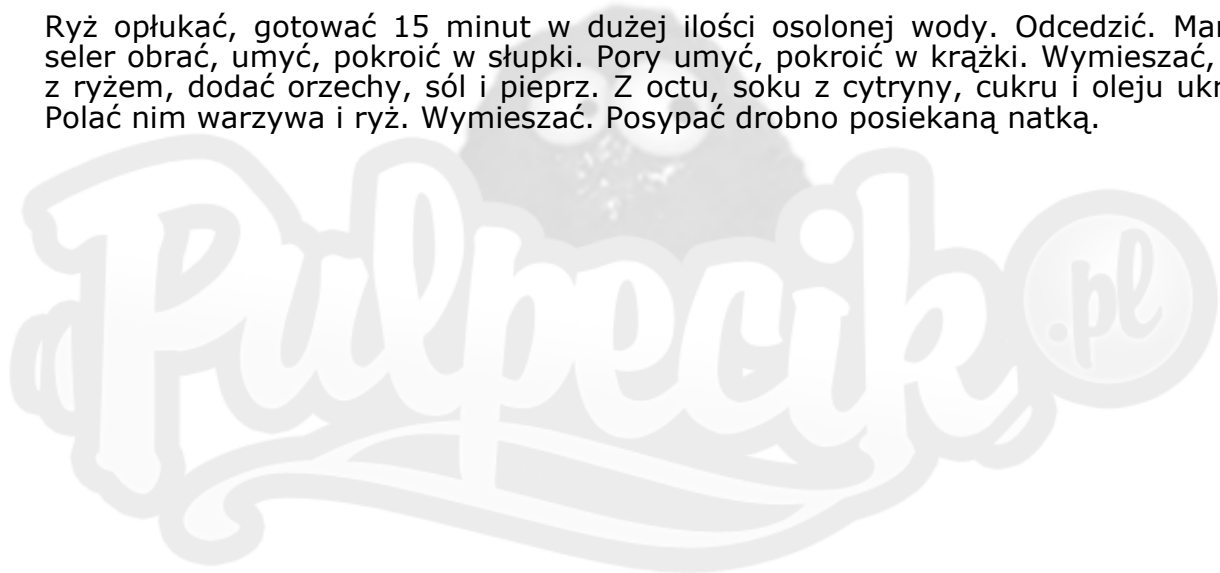 Ryż opłukać, gotować 15 minut w dużej ilości osolonej wody. Odcedzić.
seler obrać, umyć, pokroić w słupki. Pory umyć, pokroić w krążki. Wymieszać,
z ryżem, dodać orzechy, sól i pieprz. Z octu, soku z cytryny, cukru i oleju
Polać nim warzywa i ryż. Wymieszać. Posypać drobno posiekaną natką.
Pulpecik.pl